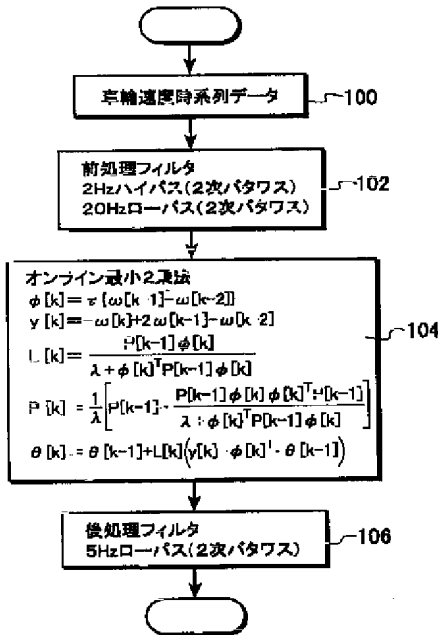 車輪速度時系列データ
100
前処理フィルタ
2Hzハイパス(2次バタワス)
20Hzローパス(2次バタワス)
102
オンライン最小2乗法
φ[k]=τ{ω[k-1]-ω[k-2]}
y[k]=-ω[k]+2ω[k-1]-ω[k-2]
L[k]=P[k-1]φ[k]/(λ+φ[k]^T P[k-1]φ[k])
P[k]=1/λ[P[k-1]-P[k-1]φ[k]φ[k]^T P[k-1]/(λ+φ[k]^T P[k-1]φ[k])]
θ[k]=θ[k-1]+L[k](y[k]-φ[k]^T·θ[k-1])
104
後処理フィルタ
5Hzローパス(2次バタワス)
106